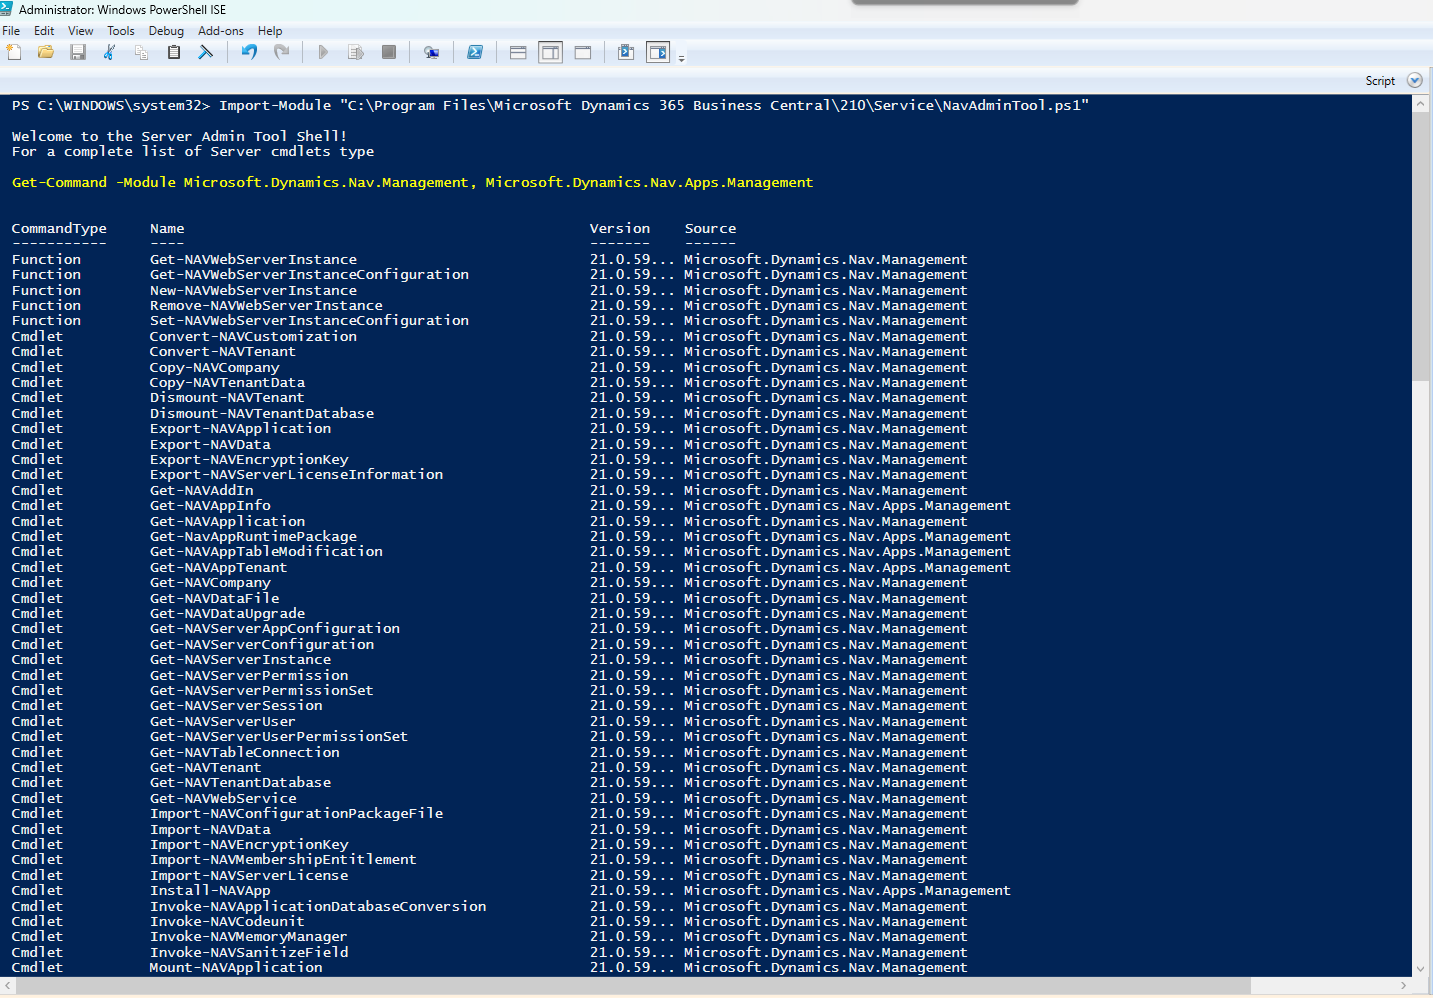 Administrator: Windows PowerShell ISE
File Edit View Tools Debug Add-ons Help
Script
PS C:\WINDOWS\system32> Import-Module "C:\Program Files\Microsoft Dynamics 365 Business Central\210\Service\NavAdminTool.ps1"
Welcome to the Server Admin Tool Shell!
For a complete list of Server cmdlets type
Get-Command -Module Microsoft.Dynamics.Nav.Management, Microsoft.Dynamics.Nav.Apps.Management
CommandType Name Version Source
----------- ---- ------- ------
Function Get-NAVWebServerInstance 21.0.59... Microsoft.Dynamics.Nav.Management
Function Get-NAVWebServerInstanceConfiguration 21.0.59... Microsoft.Dynamics.Nav.Management
Function New-NAVWebServerInstance 21.0.59... Microsoft.Dynamics.Nav.Management
Function Remove-NAVWebServerInstance 21.0.59... Microsoft.Dynamics.Nav.Management
Function Set-NAVWebServerInstanceConfiguration 21.0.59... Microsoft.Dynamics.Nav.Management
Cmdlet Convert-NAVCustomization 21.0.59... Microsoft.Dynamics.Nav.Management
Cmdlet Convert-NAVTenant 21.0.59... Microsoft.Dynamics.Nav.Management
Cmdlet Copy-NAVCompany 21.0.59... Microsoft.Dynamics.Nav.Management
Cmdlet Copy-NAVTenantData 21.0.59... Microsoft.Dynamics.Nav.Management
Cmdlet Dismount-NAVTenant 21.0.59... Microsoft.Dynamics.Nav.Management
Cmdlet Dismount-NAVTenantDatabase 21.0.59... Microsoft.Dynamics.Nav.Management
Cmdlet Export-NAVApplication 21.0.59... Microsoft.Dynamics.Nav.Management
Cmdlet Export-NAVData 21.0.59... Microsoft.Dynamics.Nav.Management
Cmdlet Export-NAVEncryptionKey 21.0.59... Microsoft.Dynamics.Nav.Management
Cmdlet Export-NAVServerLicenseInformation 21.0.59... Microsoft.Dynamics.Nav.Management
Cmdlet Get-NAVAddIn 21.0.59... Microsoft.Dynamics.Nav.Management
Cmdlet Get-NAVAppInfo 21.0.59... Microsoft.Dynamics.Nav.Apps.Management
Cmdlet Get-NAVApplication 21.0.59... Microsoft.Dynamics.Nav.Management
Cmdlet Get-NavAppRuntimePackage 21.0.59... Microsoft.Dynamics.Nav.Apps.Management
Cmdlet Get-NAVAppTableModification 21.0.59... Microsoft.Dynamics.Nav.Apps.Management
Cmdlet Get-NAVAppTenant 21.0.59... Microsoft.Dynamics.Nav.Apps.Management
Cmdlet Get-NAVCompany 21.0.59... Microsoft.Dynamics.Nav.Management
Cmdlet Get-NAVDataFile 21.0.59... Microsoft.Dynamics.Nav.Management
Cmdlet Get-NAVDataUpgrade 21.0.59... Microsoft.Dynamics.Nav.Management
Cmdlet Get-NAVServerAppConfiguration 21.0.59... Microsoft.Dynamics.Nav.Management
Cmdlet Get-NAVServerConfiguration 21.0.59... Microsoft.Dynamics.Nav.Management
Cmdlet Get-NAVServerInstance 21.0.59... Microsoft.Dynamics.Nav.Management
Cmdlet Get-NAVServerPermission 21.0.59... Microsoft.Dynamics.Nav.Management
Cmdlet Get-NAVServerPermissionSet 21.0.59... Microsoft.Dynamics.Nav.Management
Cmdlet Get-NAVServerSession 21.0.59... Microsoft.Dynamics.Nav.Management
Cmdlet Get-NAVServerUser 21.0.59... Microsoft.Dynamics.Nav.Management
Cmdlet Get-NAVServerUserPermissionSet 21.0.59... Microsoft.Dynamics.Nav.Management
Cmdlet Get-NAVTableConnection 21.0.59... Microsoft.Dynamics.Nav.Management
Cmdlet Get-NAVTenant 21.0.59... Microsoft.Dynamics.Nav.Management
Cmdlet Get-NAVTenantDatabase 21.0.59... Microsoft.Dynamics.Nav.Management
Cmdlet Get-NAVWebService 21.0.59... Microsoft.Dynamics.Nav.Management
Cmdlet Import-NAVConfigurationPackageFile 21.0.59... Microsoft.Dynamics.Nav.Management
Cmdlet Import-NAVData 21.0.59... Microsoft.Dynamics.Nav.Management
Cmdlet Import-NAVEncryptionKey 21.0.59... Microsoft.Dynamics.Nav.Management
Cmdlet Import-NAVMembershipEntitlement 21.0.59... Microsoft.Dynamics.Nav.Management
Cmdlet Import-NAVServerLicense 21.0.59... Microsoft.Dynamics.Nav.Management
Cmdlet Install-NAVApp 21.0.59... Microsoft.Dynamics.Nav.Apps.Management
Cmdlet Invoke-NAVApplicationDatabaseConversion 21.0.59... Microsoft.Dynamics.Nav.Management
Cmdlet Invoke-NAVCodeunit 21.0.59... Microsoft.Dynamics.Nav.Management
Cmdlet Invoke-NAVMemoryManager 21.0.59... Microsoft.Dynamics.Nav.Management
Cmdlet Invoke-NAVSanitizeField 21.0.59... Microsoft.Dynamics.Nav.Management
Cmdlet Mount-NAVApplication 21.0.59... Microsoft.Dynamics.Nav.Management